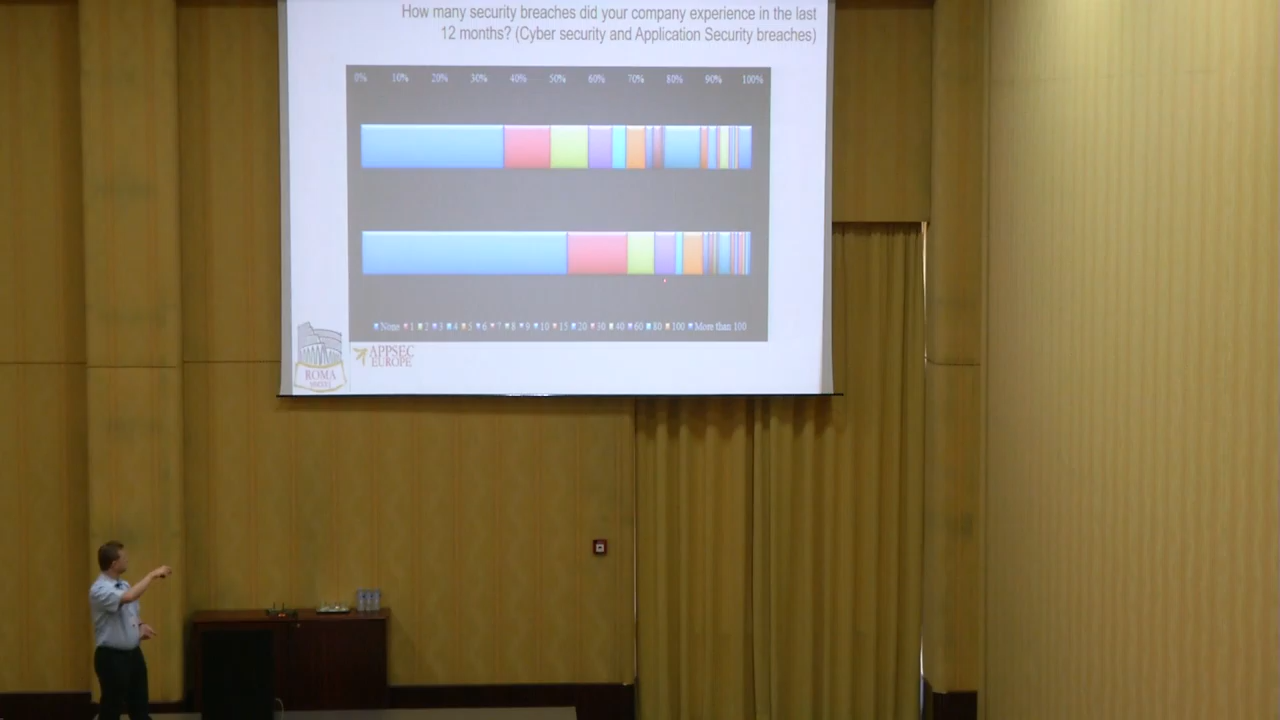 How many security breaches did your company experience in the last
12 months? (Cyber security and Application Security breaches)
0% 10% 20% 30% 40% 50% 60% 70% 80% 90% 100%
None 1 2 3 4 5 6 7 8 9 10 15 20 30 40 60 80 100 More than 100
ROMA
APPSEC
EUROPE